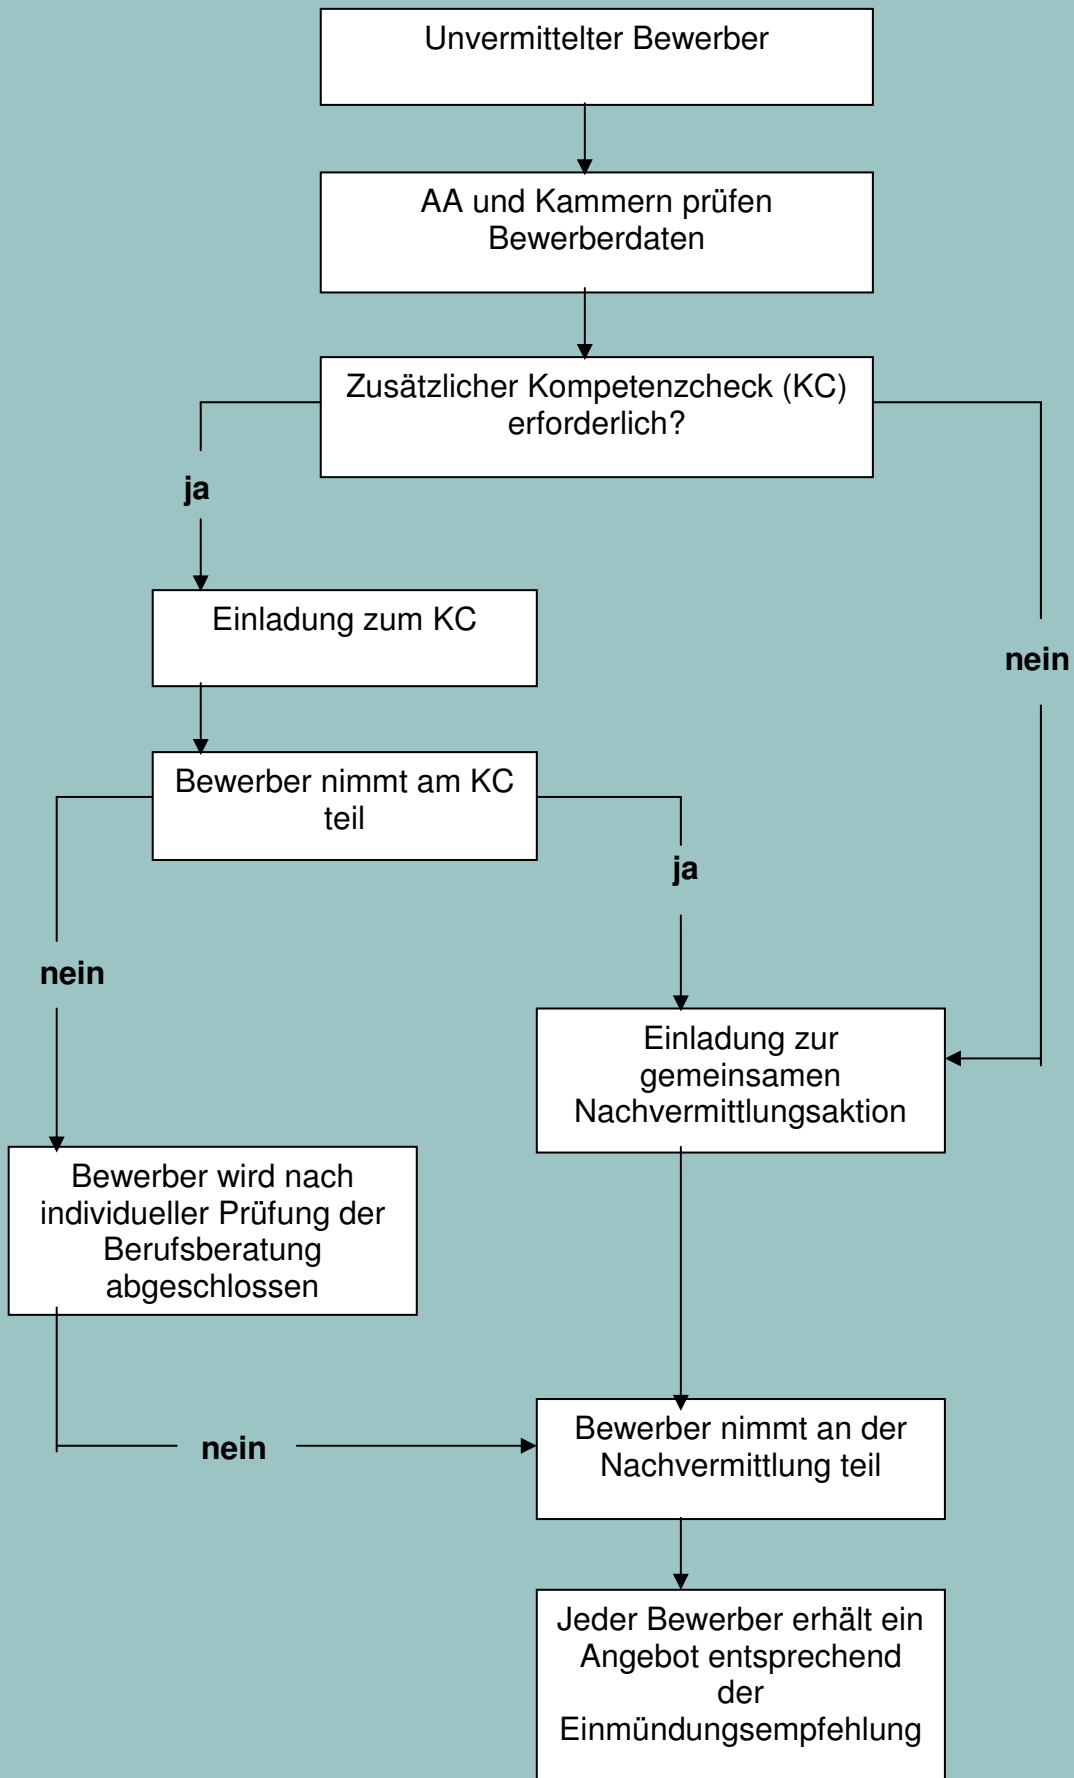 Unvermittelter Bewerber
AA und Kammern prüfen
Bewerberdaten
Zusätzlicher Kompetenzcheck (KC)
erforderlich?
ja
Einladung zum KC
nein
Bewerber nimmt am KC
teil
ja
nein
Einladung zur
gemeinsamen
Nachvermittlungsaktion
Bewerber wird nach
individueller Prüfung der
Berufsberatung
abgeschlossen
nein
Bewerber nimmt an der
Nachvermittlung teil
Jeder Bewerber erhält ein
Angebot entsprechend
der
Einmündungsempfehlung